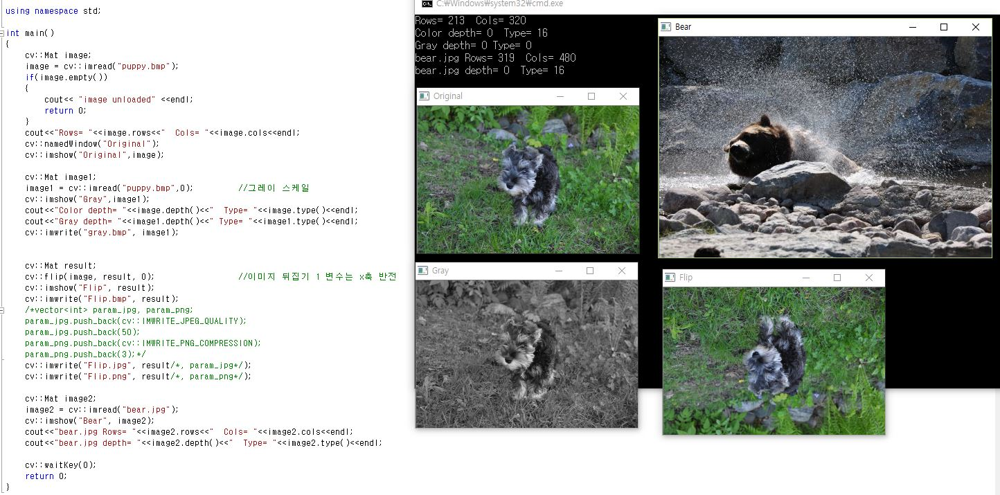 using namespace std;
int main()
{
cv::Mat image;
image = cv::imread("puppy.bmp");
if(image.empty())
{
cout<< "image unloaded" <<endl;
return 0;
}
cout<<"Rows= "<<image.rows<<"  Cols= "<<image.cols<<endl;
cv::namedWindow("Original");
cv::imshow("Original",image);
cv::Mat image1;
image1 = cv::imread("puppy.bmp",0);         //그레이 스케일
cv::imshow("Gray",image1);
cout<<"Color depth= "<<image.depth()<<"  Type= "<<image.type()<<endl;
cout<<"Gray depth= "<<image1.depth()<<" Type= "<<image1.type()<<endl;
cv::imwrite("gray.bmp", image1);
cv::Mat result;
cv::flip(image, result, 0);                 //이미지 뒤집기 1 변수는 x축 반전
cv::imshow("Flip", result);
cv::imwrite("Flip.bmp", result);
/*vector<int> param_jpg, param_png;
param_jpg.push_back(cv::IMWRITE_JPEG_QUALITY);
param_jpg.push_back(50);
param_png.push_back(cv::IMWRITE_PNG_COMPRESSION);
param_png.push_back(3);*/
cv::imwrite("Flip.jpg", result/*, param_jpg*/);
cv::imwrite("Flip.png", result/*, param_png*/);
cv::Mat image2;
image2 = cv::imread("bear.jpg");
cv::imshow("Bear", image2);
cout<<"bear.jpg Rows= "<<image2.rows<<"  Cols= "<<image2.cols<<endl;
cout<<"bear.jpg depth= "<<image2.depth()<<"  Type= "<<image2.type()<<endl;
cv::waitKey(0);
return 0;
}
C:₩Windows₩system32₩cmd.exe
Rows= 213  Cols= 320
Color depth= 0  Type= 16
Gray depth= 0 Type= 0
bear.jpg Rows= 319  Cols= 480
bear.jpg depth= 0  Type= 16
Bear
Original
Gray
Flip